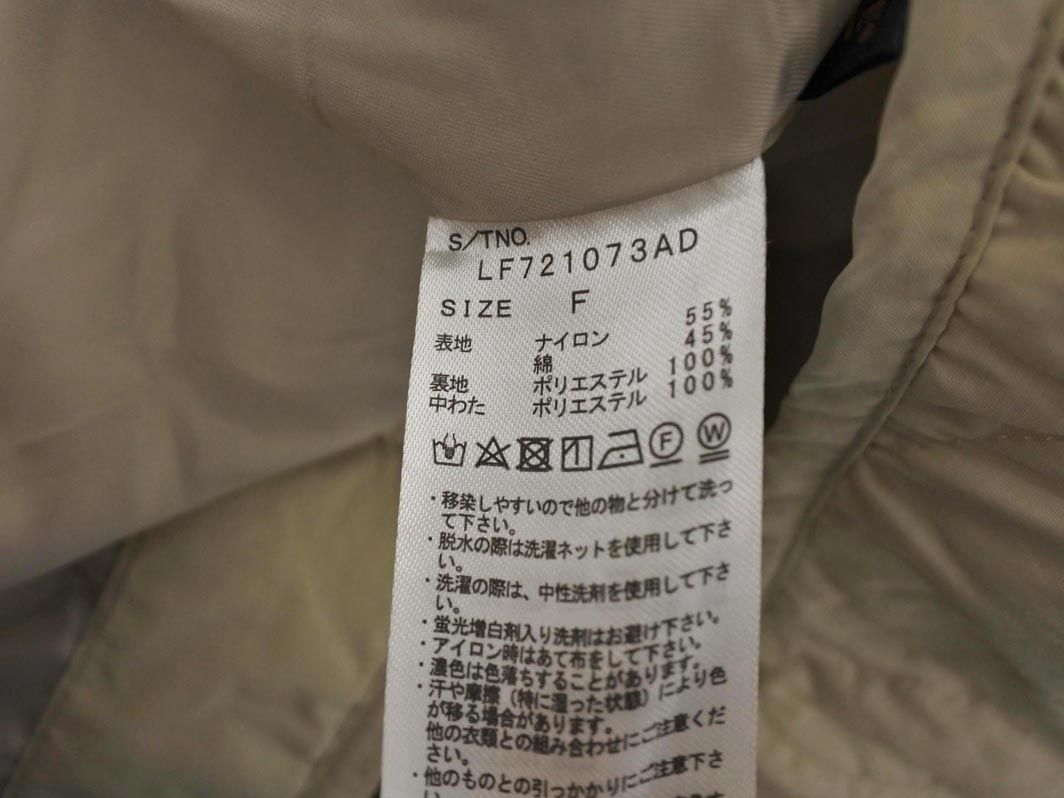 S/TNO.
LF721073AD
SIZE F
表地 ナイロン 55%
綿 45%
裏地 ポリエステル 100%
中わた ポリエステル 100%
F W
・移染しやすいので他の物と分けて洗っ
て下さい。
・脱水の際は洗濯ネットを使用して下さ
い。
・洗濯の際は、中性洗剤を使用して下さ
い。
・蛍光増白剤入り洗剤はお避け下さい。
・アイロン時はあて布をして下さい。
・濃色は色落ちすることがあります。
・汗や摩擦（特に湿った状態）により色
が移る場合があります。
他の衣類との組み合わせにご注意くだ
さい。
・他のものとの引っかかりにご注意下さ
い。